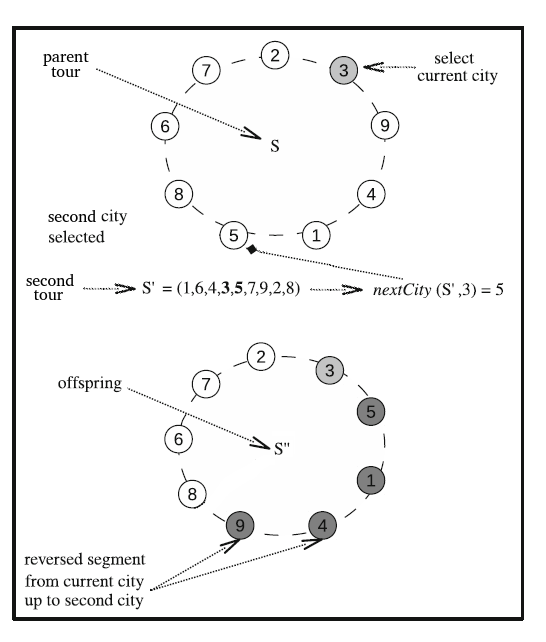 parent
tour
select
current city
2
7
3
6
9
S
8
4
second city
selected
5
1
second
tour
S' = (1,6,4,3,5,7,9,2,8)
nextCity (S',3) = 5
2
3
offspring
7
5
6
S''
8
1
9
4
reversed segment
from current city
up to second city